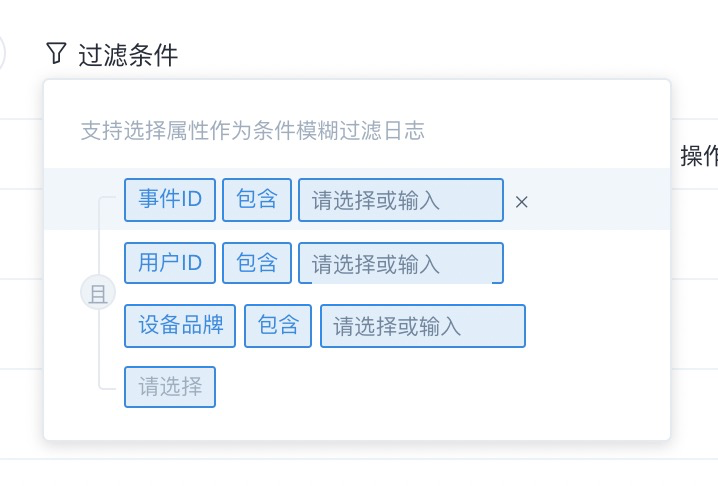 过滤条件
支持选择属性作为条件模糊过滤日志
操作
事件ID 包含 请选择或输入 ×
用户ID 包含 请选择或输入
且
设备品牌 包含 请选择或输入
请选择